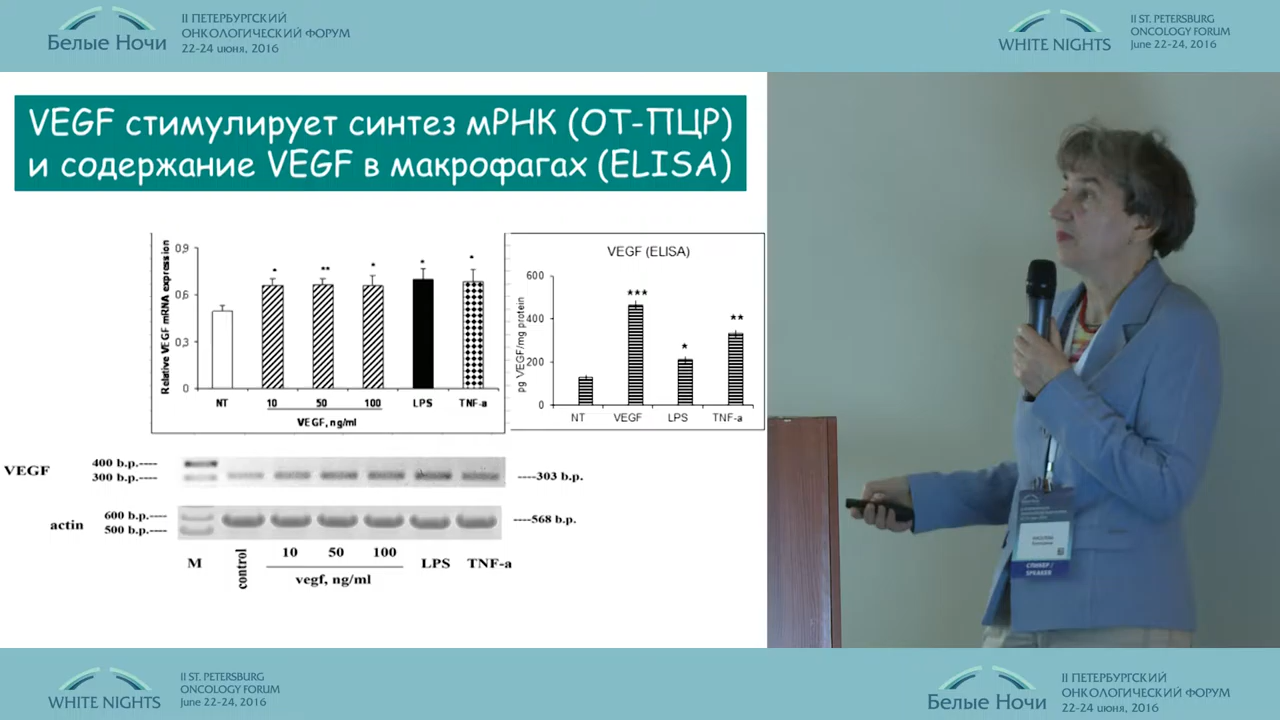 Белые Ночи
II ПЕТЕРБУРГСКИЙ
ОНКОЛОГИЧЕСКИЙ ФОРУМ
22-24 июня, 2016
WHITE NIGHTS
II ST. PETERSBURG
ONCOLOGY FORUM
June 22-24, 2016
VEGF стимулирует синтез мРНК (ОТ-ПЦР)
и содержание VEGF в макрофагах (ELISA)
Relative VEGF mRNA expression
0,9
0,6
0,3
0
* ** * * *
NT 10 50 100 LPS TNF-a
VEGF, ng/ml
VEGF (ELISA)
pg VEGF/mg protein
600
400
200
0
*** * **
NT VEGF LPS TNF-a
VEGF
400 b.p.----
300 b.p.----
----303 b.p.
actin
600 b.p.----
500 b.p.----
----568 b.p.
M control 10 50 100 LPS TNF-a
vegf, ng/ml
СПИКЕР /
SPEAKER
WHITE NIGHTS
II ST. PETERSBURG
ONCOLOGY FORUM
June 22-24, 2016
Белые Ночи
II ПЕТЕРБУРГСКИЙ
ОНКОЛОГИЧЕСКИЙ ФОРУМ
22-24 июня, 2016